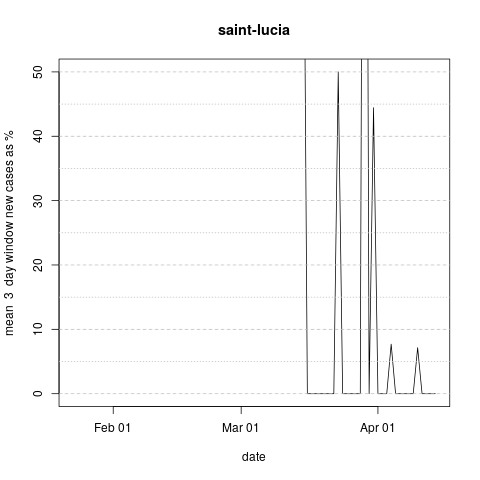 saint-lucia
mean  3  day window new cases as %
50
40
30
20
10
0
Feb 01
Mar 01
Apr 01
date